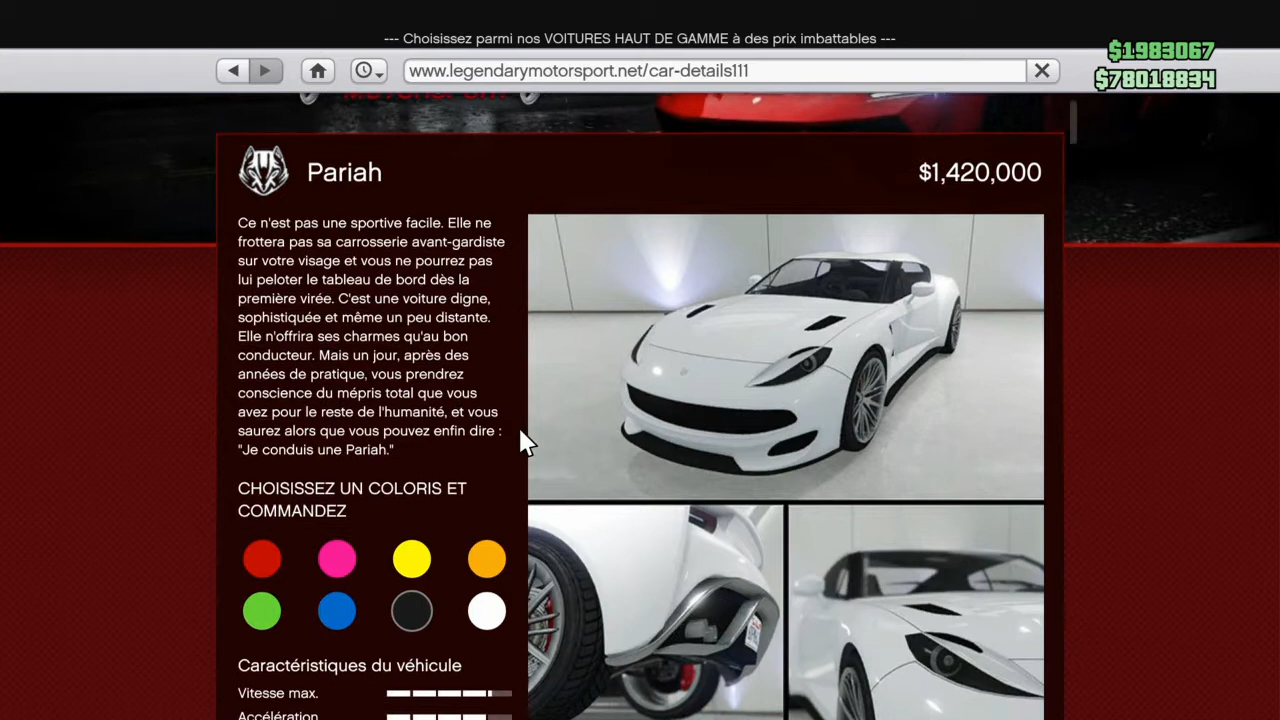 --- Choisissez parmi nos VOITURES HAUT DE GAMME à des prix imbattables ---
$1983067
www.legendarymotorsport.net/car-details111
$78018834
Pariah
$1,420,000
Ce n'est pas une sportive facile. Elle ne
frottera pas sa carrosserie avant-gardiste
sur votre visage et vous ne pourrez pas
lui peloter le tableau de bord dès la
première virée. C'est une voiture digne,
sophistiquée et même un peu distante.
Elle n'offrira ses charmes qu'au bon
conducteur. Mais un jour, après des
années de pratique, vous prendrez
conscience du mépris total que vous
avez pour le reste de l'humanité, et vous
saurez alors que vous pouvez enfin dire :
"Je conduis une Pariah."
CHOISISSEZ UN COLORIS ET
COMMANDEZ
Caractéristiques du véhicule
Vitesse max.
Accélération